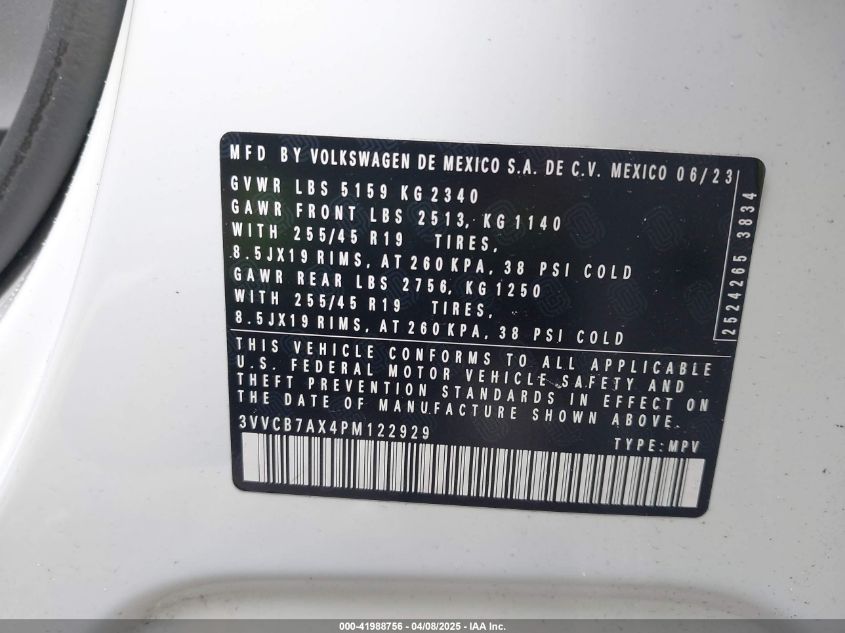 MFD BY VOLKSWAGEN DE MEXICO S.A. DE C.V. MEXICO 06/23
GVWR LBS 5159 KG 2340
GAWR FRONT LBS 2513, KG 1140
WITH 255/45 R19 TIRES,
8.5JX19 RIMS, AT 260 KPA, 38 PSI COLD
GAWR REAR LBS 2756, KG 1250
WITH 255/45 R19 TIRES,
8.5JX19 RIMS, AT 260 KPA, 38 PSI COLD
2524265 3834
THIS VEHICLE CONFORMS TO ALL APPLICABLE
U.S. FEDERAL MOTOR VEHICLE SAFETY AND
THEFT PREVENTION STANDARDS IN EFFECT ON
THE DATE OF MANUFACTURE SHOWN ABOVE.
3VVCB7AX4PM122929
TYPE: MPV
000-41988756 - 04/08/2025 - IAA Inc.